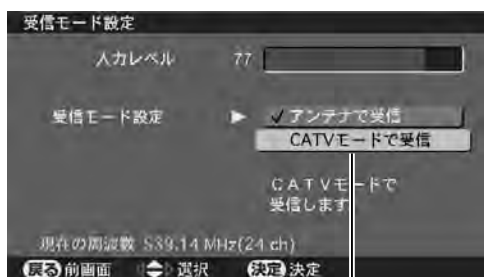 受信モード設定
入力レベル 77
受信モード設定 ▶ ✓アンテナで受信
CATVモードで受信
CATVモードで
受信します
現在の周波数 539.14 MHz(24 ch)
戻る 前画面 選択 決定 決定